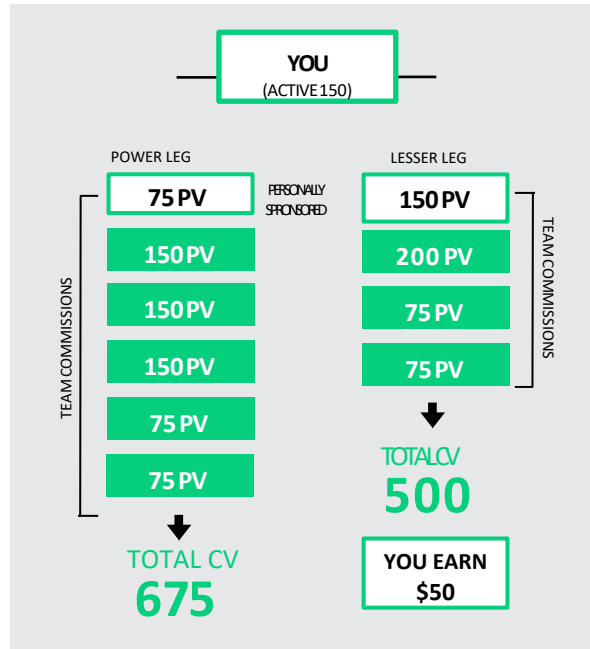 YOU
(ACTIVE 150)
POWER LEG
75 PV
PERSONALLY
SPRONSORED
150 PV
150 PV
150 PV
75 PV
75 PV
TEAM COMMISSIONS
TOTAL CV
675
LESSER LEG
150 PV
200 PV
75 PV
75 PV
TEAM COMMISSIONS
TOTAL CV
500
YOU EARN
$50